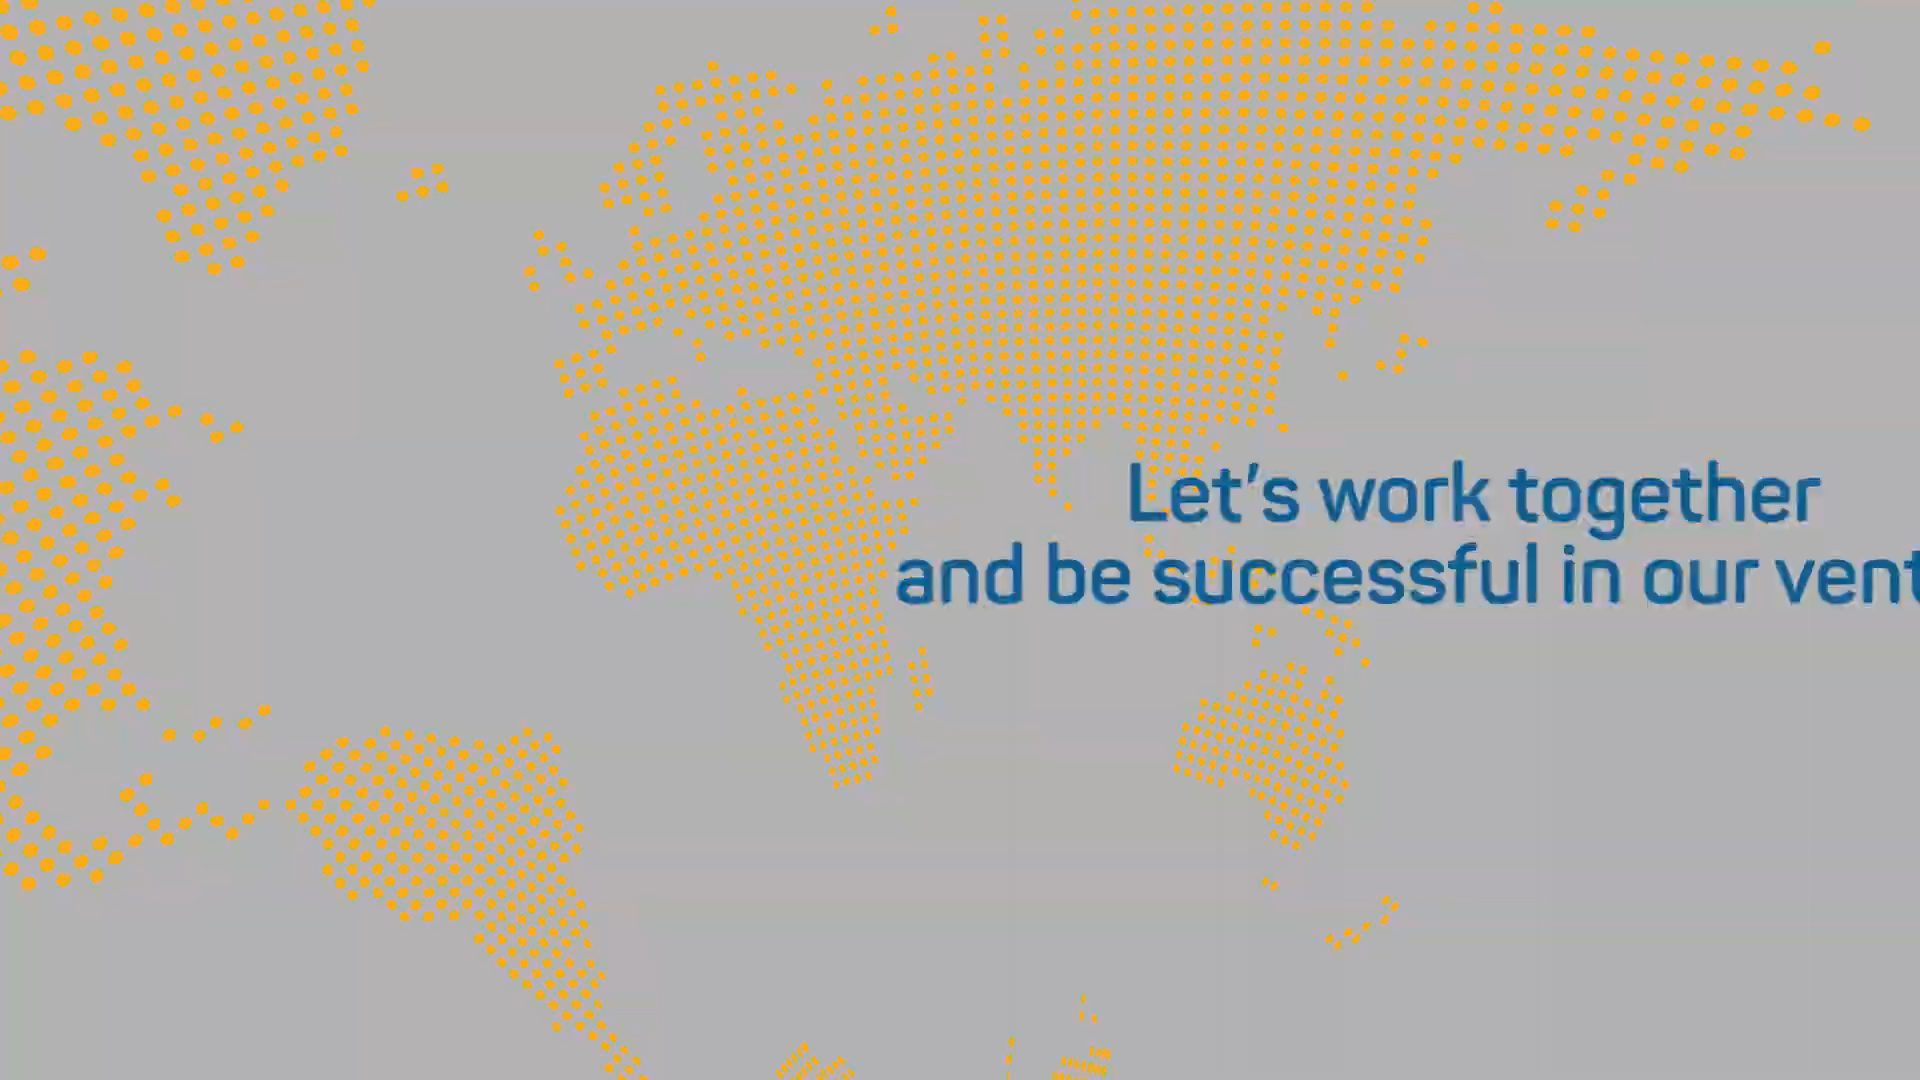 Let's work together
and be successful in our vent